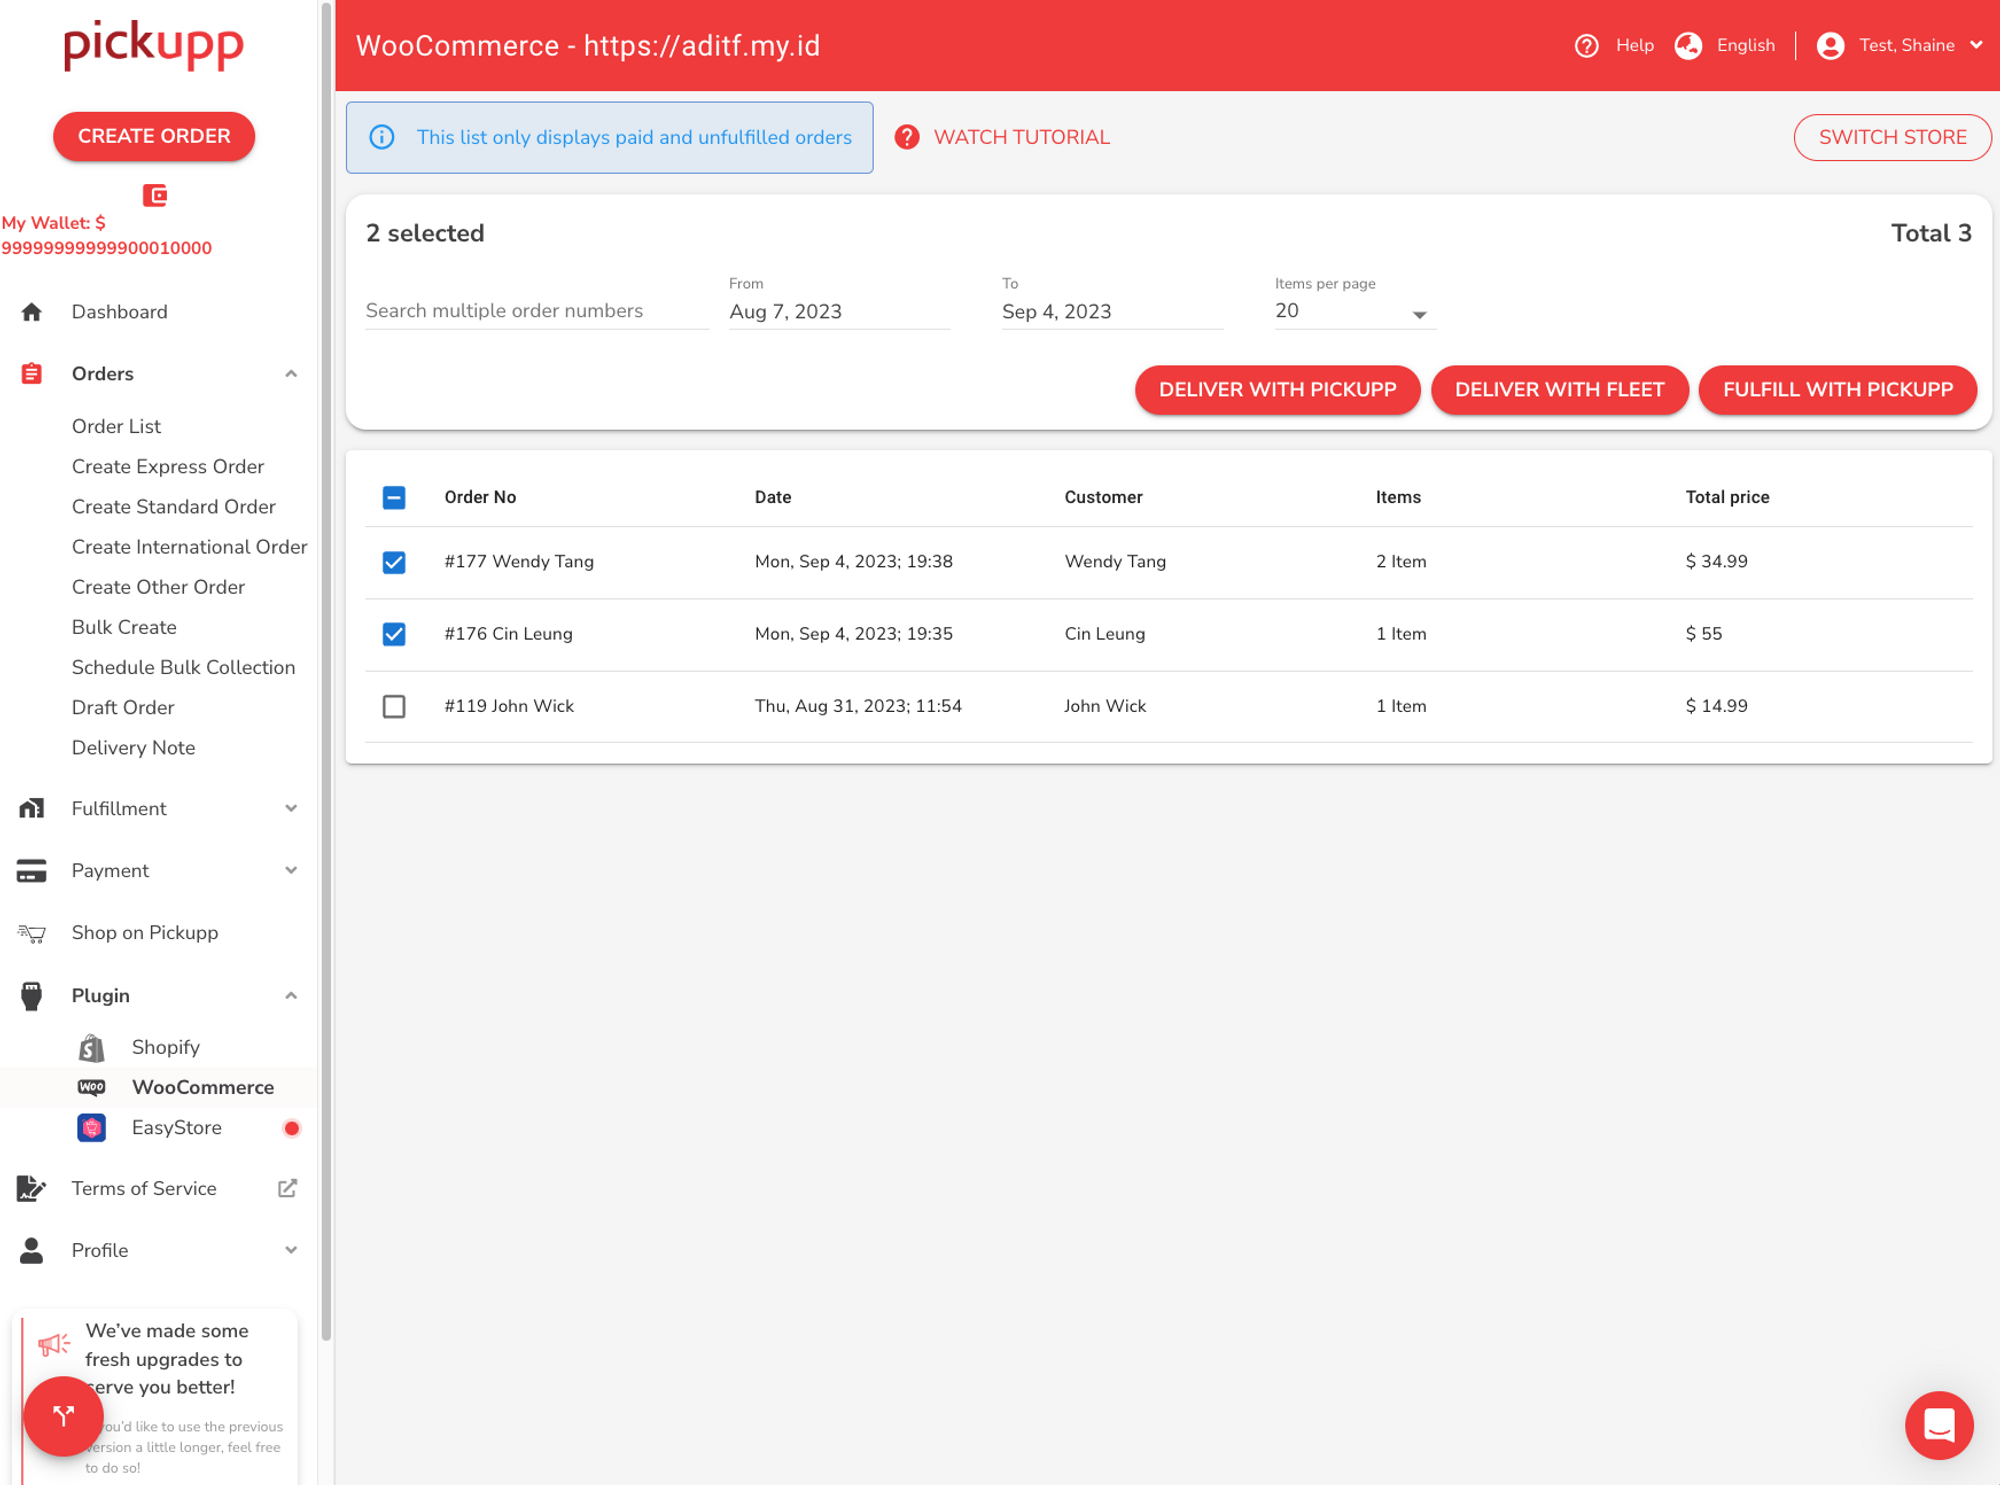 pickupp
CREATE ORDER
My Wallet: $
99999999999900010000
Dashboard
Orders
Order List
Create Express Order
Create Standard Order
Create International Order
Create Other Order
Bulk Create
Schedule Bulk Collection
Draft Order
Delivery Note
Fulfillment
Payment
Shop on Pickupp
Plugin
Shopify
Woo WooCommerce
EasyStore
Terms of Service
Profile
We've made some
fresh upgrades to
serve you better!
you'd like to use the previous
version a little longer, feel free
to do so!
WooCommerce - https://aditf.my.id
Help English Test, Shaine
This list only displays paid and unfulfilled orders
WATCH TUTORIAL
SWITCH STORE
2 selected
Total 3
Search multiple order numbers
From
Aug 7, 2023
To
Sep 4, 2023
Items per page
20
DELIVER WITH PICKUPP DELIVER WITH FLEET FULFILL WITH PICKUPP
Order No Date Customer Items Total price
#177 Wendy Tang Mon, Sep 4, 2023; 19:38 Wendy Tang 2 Item $ 34.99
#176 Cin Leung Mon, Sep 4, 2023; 19:35 Cin Leung 1 Item $ 55
#119 John Wick Thu, Aug 31, 2023; 11:54 John Wick 1 Item $ 14.99